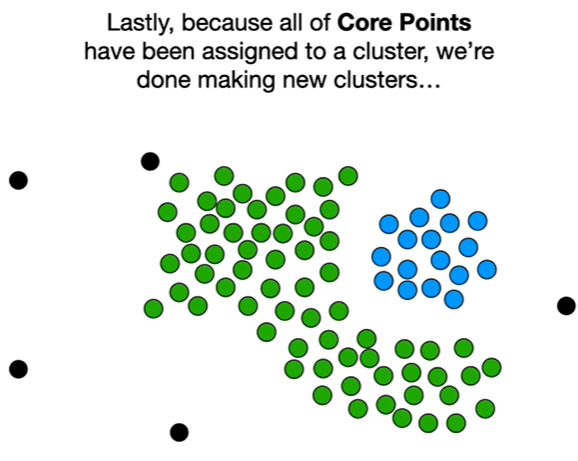 Lastly, because all of Core Points
have been assigned to a cluster, we’re
done making new clusters…